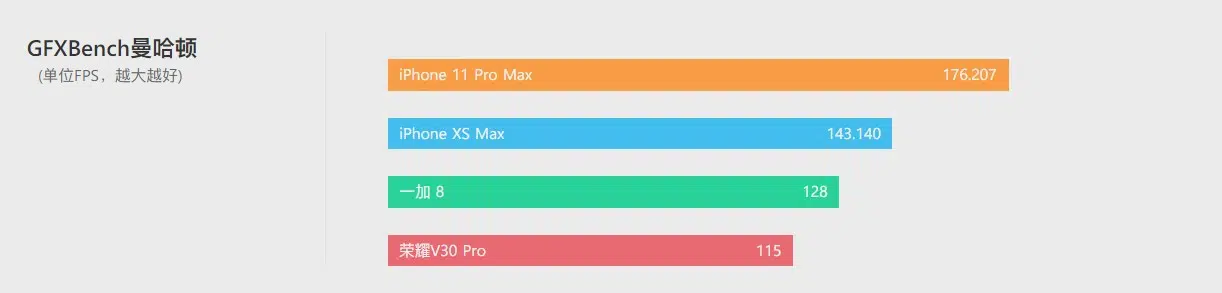 GFXBench曼哈顿
(单位FPS，越大越好)
iPhone 11 Pro Max 176.207
iPhone XS Max 143.140
一加 8 128
荣耀V30 Pro 115